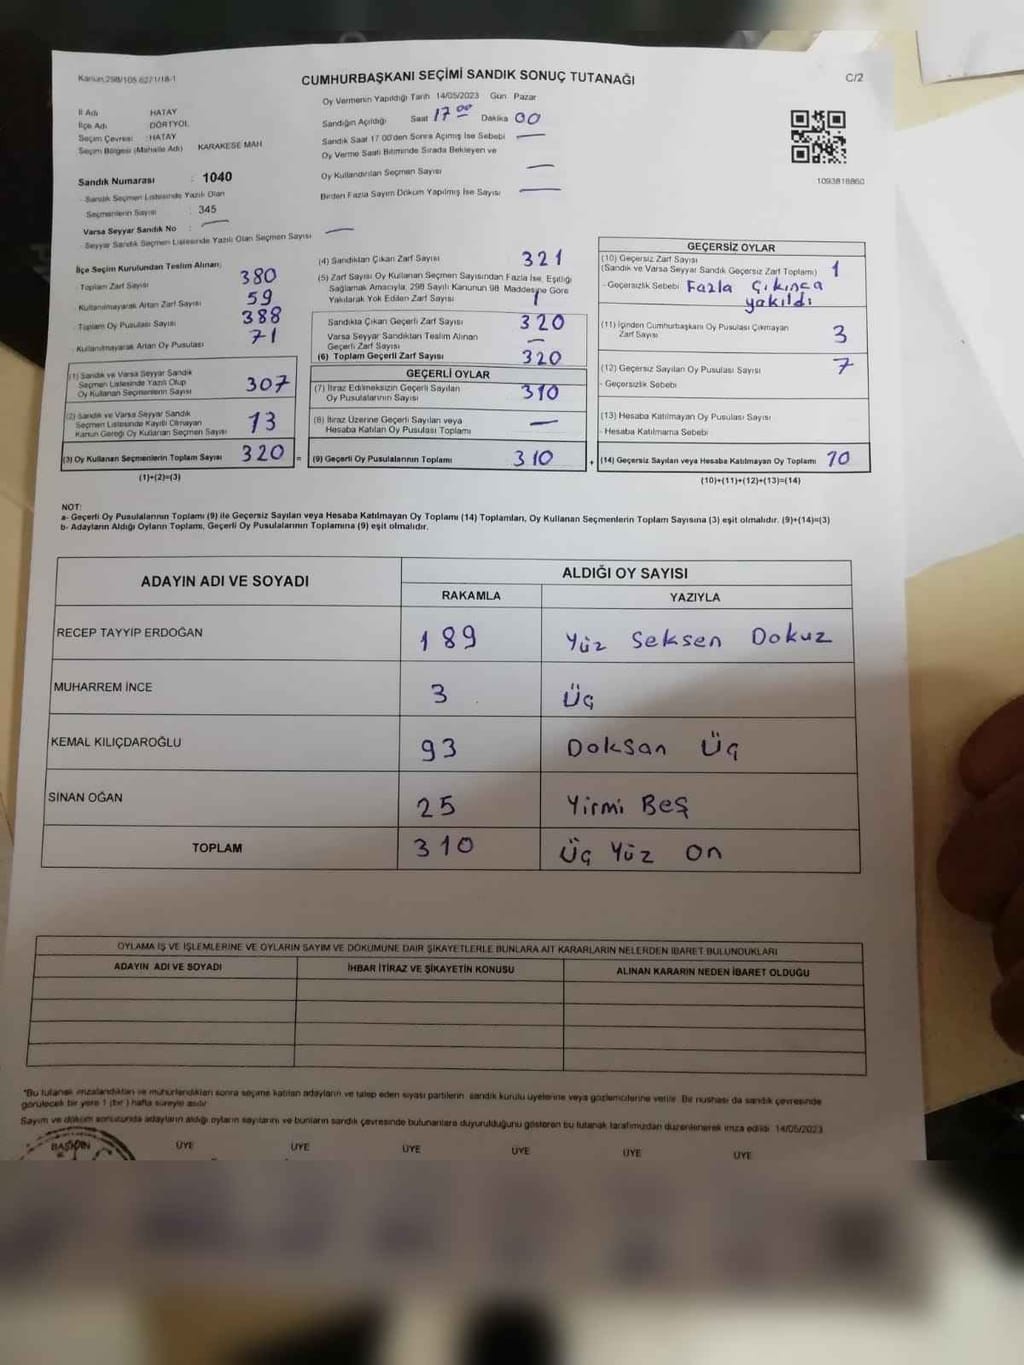 Kanun:298/105 6271/18-1
CUMHURBAŞKANI SEÇİMİ SANDIK SONUÇ TUTANAĞI
C/2
İl Adı HATAY
İlçe Adı DÖRTYOL
Seçim Çevresi :HATAY
Seçim Bölgesi (Mahalle Adı) KARAKESE MAH
Sandık Numarası : 1040
- Sandık Seçmen Listesinde Yazılı Olan
Seçmenlerin Sayısı : 345
Varsa Seyyar Sandık No : —
- Seyyar Sandık Seçmen Listesinde Yazılı Olan Seçmen Sayısı —
Oy Vermenin Yapıldığı Tarih 14/05/2023 Gün Pazar
Sandığın Açıldığı Saat 17 00 Dakika 00
Sandık Saat 17 00'den Sonra Açımış İse Sebebi —
Oy Verme Saati Bitiminde Sırada Bekleyen ve
Oy Kullandırılan Seçmen Sayısı —
Birden Fazla Sayım Döküm Yapılmış İse Sayısı —
1093818860
İlçe Seçim Kurulundan Teslim Alınan;
- Toplam Zarf Sayısı 380
Kullanılmayarak Artan Zarf Sayısı 59
- Toplam Oy Pusulası Sayısı 388
- Kullanılmayarak Artan Oy Pusulası 71
(1) Sandık ve Varsa Seyyar Sandık
Seçmen Listesinde Yazılı Olup
Oy Kullanan Seçmenlerin Sayısı 307
(2) Sandık ve Varsa Seyyar Sandık
Seçmen Listesinde Kayıtlı Olmayan
Kanun Gereği Oy Kullanan Seçmen Sayısı 13
(3) Oy Kullanan Seçmenlerin Toplam Sayısı 320 =
(1)+(2)=(3)
(4) Sandıktan Çıkan Zarf Sayısı 321
(5) Zarf Sayısı Oy Kullanan Seçmen Sayısından Fazla İse, Eşitliği
Sağlamak Amacıyla, 298 Sayılı Kanunun 98. Maddesine Göre
Yakılarak Yok Edilen Zarf Sayısı 1
Sandıkta Çıkan Geçerli Zarf Sayısı 320
Varsa Seyyar Sandıktan Teslim Alınan
Geçerli Zarf Sayısı —
(6) Toplam Geçerli Zarf Sayısı 320
GEÇERLİ OYLAR
(7) İtiraz Edilmeksizin Geçerli Sayılan
Oy Pusulalarının Sayısı 310
(8) İtiraz Üzerine Geçerli Sayılan veya
Hesaba Katılan Oy Pusulası Toplamı —
(9) Geçerli Oy Pusulalarının Toplamı 310 +
GEÇERSİZ OYLAR
(10) Geçersiz Zarf Sayısı
(Sandık ve Varsa Seyyar Sandık Geçersiz Zarf Toplamı) 1
- Geçersizlik Sebebi Fazla Çıkınca
yakıldı
(11) İçinden Cumhurbaşkanı Oy Pusulası Çıkmayan
Zarf Sayısı 3
(12) Geçersiz Sayılan Oy Pusulası Sayısı 7
- Geçersizlik Sebebi
(13) Hesaba Katılmayan Oy Pusulası Sayısı
- Hesaba Katılmama Sebebi
(14) Geçersiz Sayılan veya Hesaba Katılmayan Oy Toplamı 10
(10)+(11)+(12)+(13)=(14)
NOT:
a- Geçerli Oy Pusulalarının Toplamı (9) ile Geçersiz Sayılan veya Hesaba Katılmayan Oy Toplamı (14) Toplamları, Oy Kullanan Seçmenlerin Toplam Sayısına (3) eşit olmalıdır. (9)+(14)=(3)
b- Adayların Aldığı Oyların Toplamı, Geçerli Oy Pusulalarının Toplamına (9) eşit olmalıdır.
ADAYIN ADI VE SOYADI
ALDIĞI OY SAYISI
RAKAMLA YAZIYLA
RECEP TAYYİP ERDOĞAN 189 Yüz Seksen Dokuz
MUHARREM İNCE 3 Üç
KEMAL KILIÇDAROĞLU 93 Doksan Üç
SİNAN OĞAN 25 Yirmi Beş
TOPLAM 310 Üç Yüz On
OYLAMA İŞ VE İŞLEMLERİNE VE OYLARIN SAYIM VE DÖKÜMÜNE DAİR ŞİKAYETLERLE BUNLARA AİT KARARLARIN NELERDEN İBARET BULUNDUKLARI
ADAYIN ADI VE SOYADI İHBAR İTİRAZ VE ŞİKAYETİN KONUSU ALINAN KARARIN NEDEN İBARET OLDUĞU
*Bu tutanak imzalandıktan ve mühürlendikten sonra seçime katılan adayların ve talep eden siyasi partilerin sandık kurulu üyelerine veya gözlemcilerine verilir. Bir nüshası da sandık çevresinde
görülecek bir yere 1 (bir) hafta süreyle asılır
Sayım ve döküm sonucunda adayların aldığı oyların sayılarını ve bunların sandık çevresinde bulunanlara duyurulduğunu gösteren bu tutanak tarafımızdan düzenlenerek imza edildi 14/05/2023
BAŞKAN ÜYE ÜYE ÜYE ÜYE ÜYE ÜYE